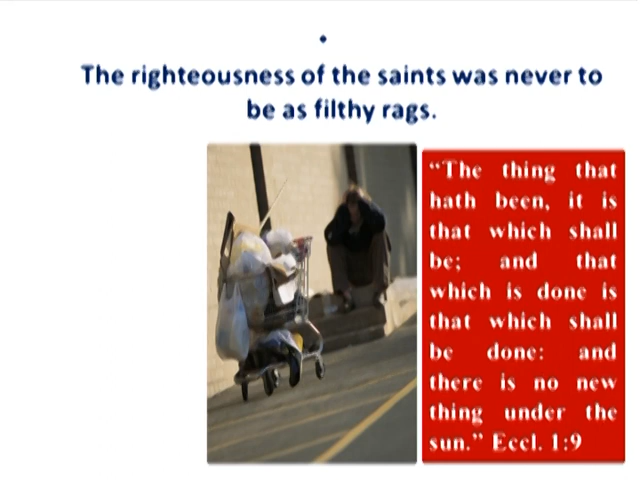 The righteousness of the saints was never to
be as filthy rags.
“The thing that
hath been, it is
that which shall
be; and that
which is done is
that which shall
be done: and
there is no new
thing under the
sun.” Eccl. 1:9